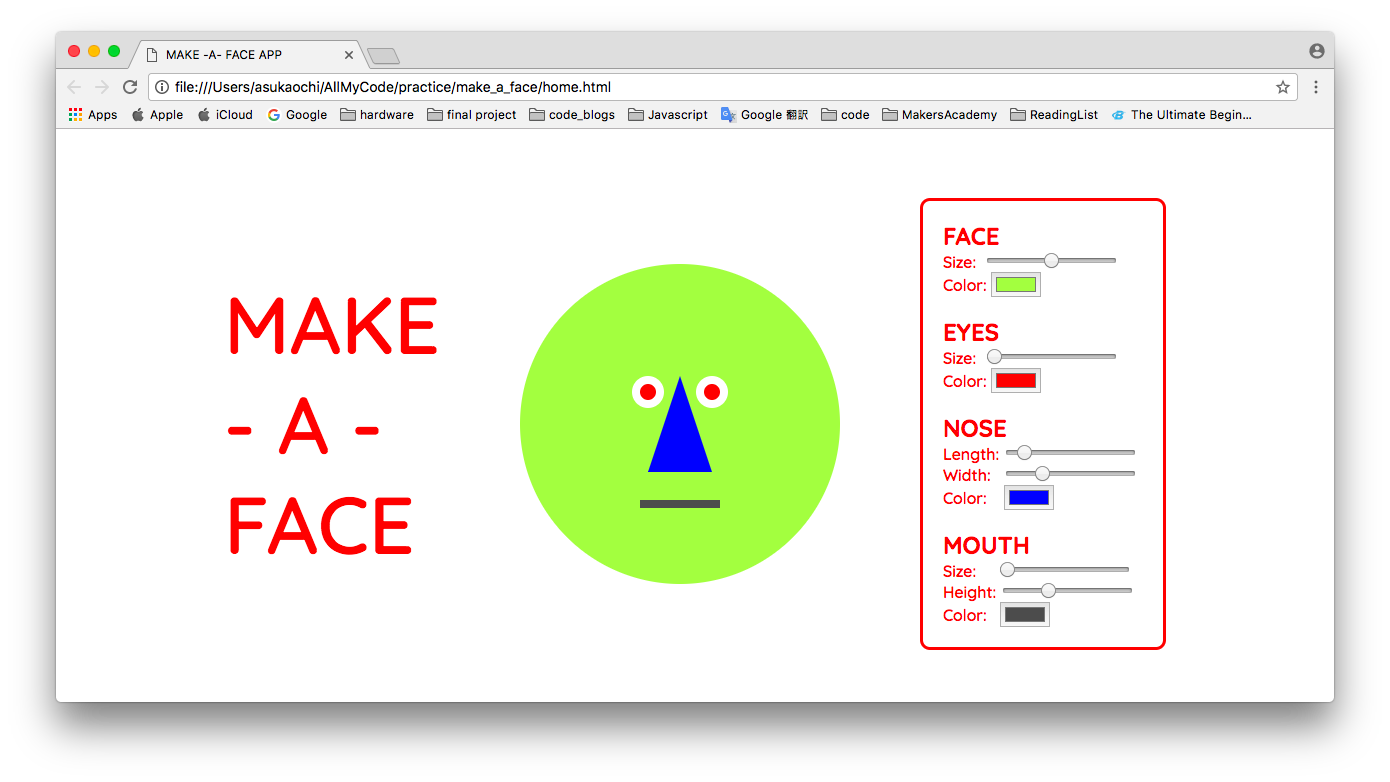 MAKE -A- FACE APP
file:///Users/asukaochi/AllMyCode/practice/make_a_face/home.html
Apps Apple iCloud Google hardware final project code_blogs Javascript Google 翻訳 code MakersAcademy ReadingList The Ultimate Begin...
MAKE
- A -
FACE
FACE
Size:
Color:
EYES
Size:
Color:
NOSE
Length:
Width:
Color:
MOUTH
Size:
Height:
Color: